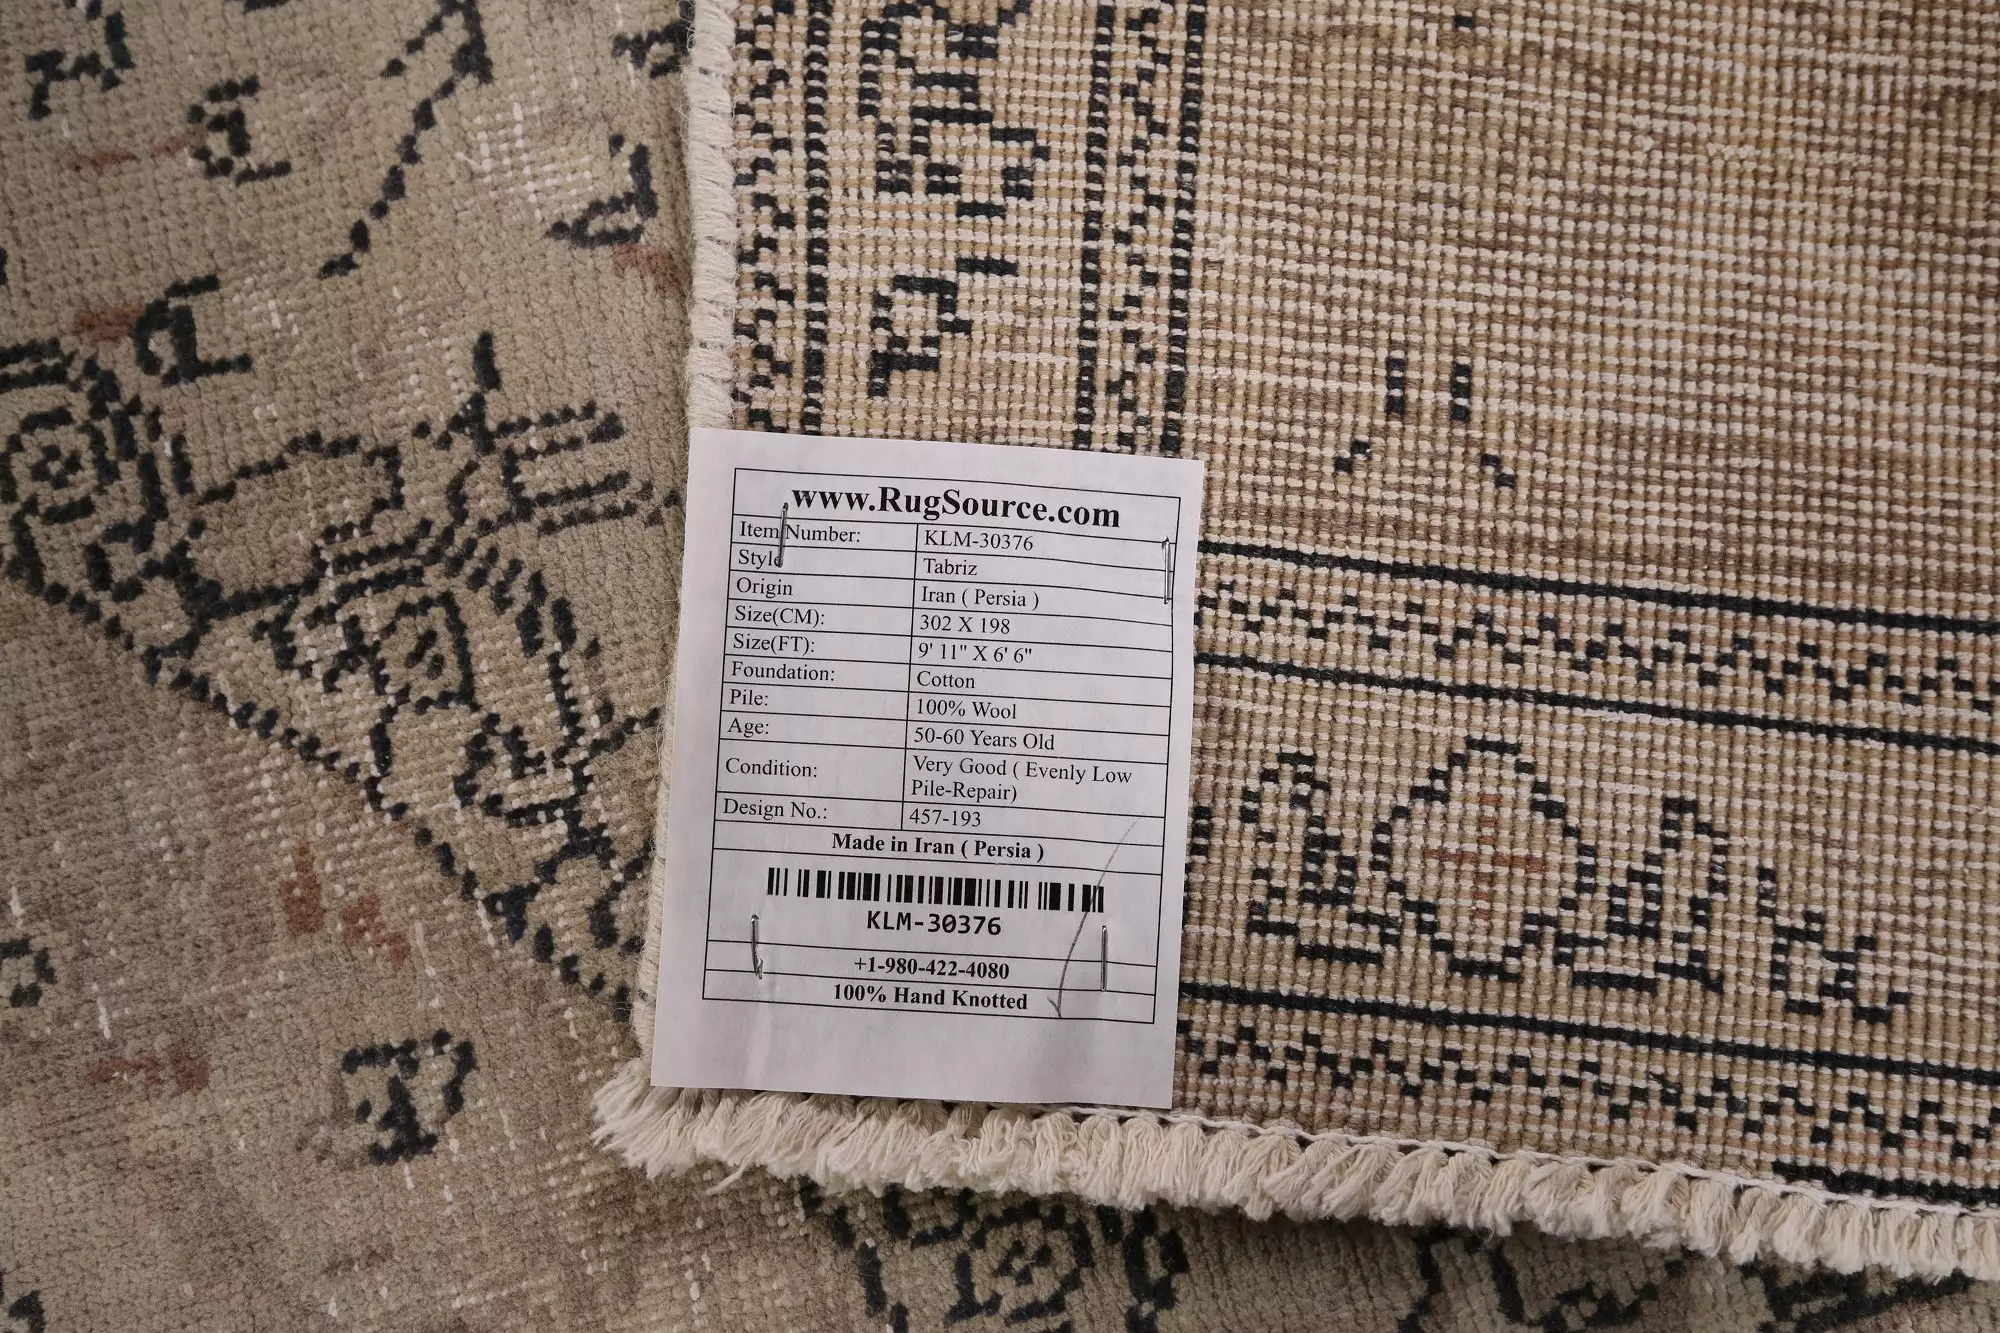 www.RugSource.com
Item Number: KLM-30376
Style Tabriz
Origin Iran ( Persia )
Size(CM): 302 X 198
Size(FT): 9' 11" X 6' 6"
Foundation: Cotton
Pile: 100% Wool
Age: 50-60 Years Old
Condition: Very Good ( Evenly Low
Pile-Repair)
Design No.: 457-193
Made in Iran ( Persia )
KLM-30376
+1-980-422-4080
100% Hand Knotted